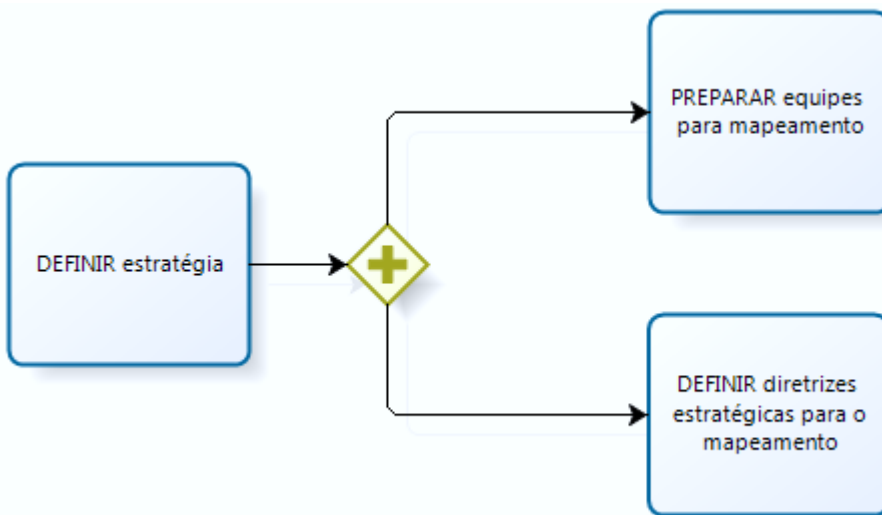 PREPARAR equipes
para mapeamento
DEFINIR estratégia
DEFINIR diretrizes
estratégicas para o
mapeamento